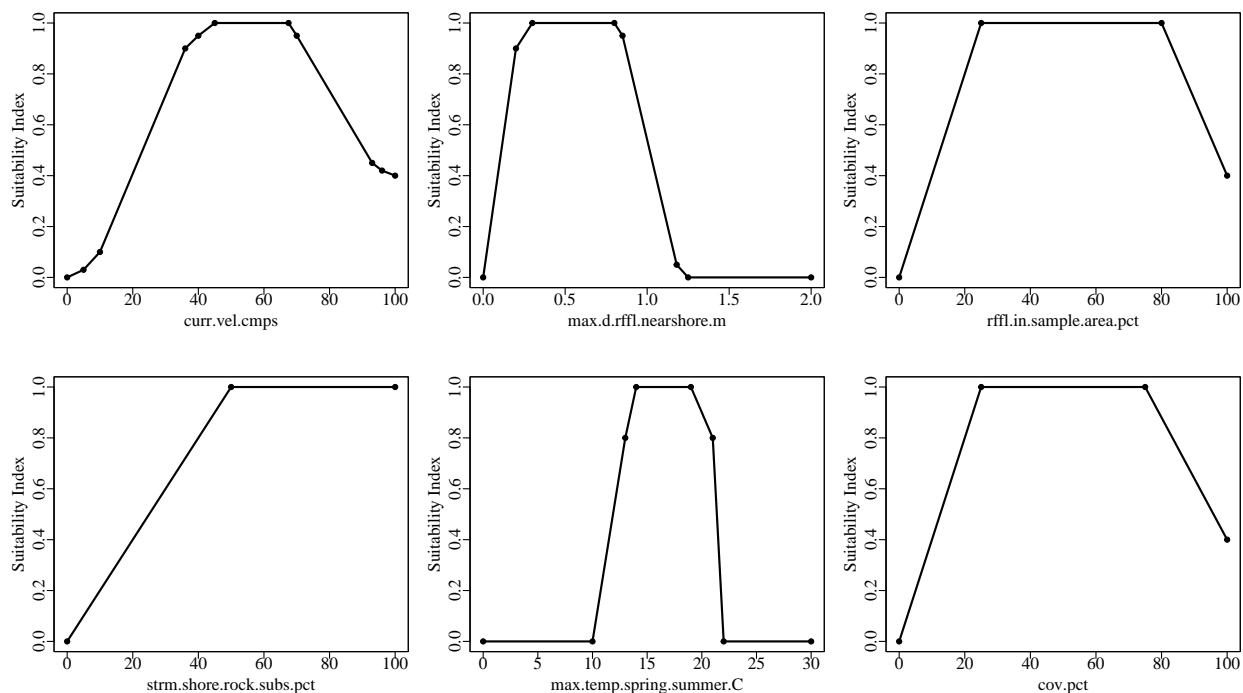 Suitability Index
0.0 0.2 0.4 0.6 0.8 1.0
0 20 40 60 80 100
curr.vel.cmps
Suitability Index
0.0 0.2 0.4 0.6 0.8 1.0
0.0 0.5 1.0 1.5 2.0
max.d.rffl.nearshore.m
Suitability Index
0.0 0.2 0.4 0.6 0.8 1.0
0 20 40 60 80 100
rffl.in.sample.area.pct
Suitability Index
0.0 0.2 0.4 0.6 0.8 1.0
0 20 40 60 80 100
strm.shore.rock.subs.pct
Suitability Index
0.0 0.2 0.4 0.6 0.8 1.0
0 5 10 15 20 25 30
max.temp.spring.summer.C
Suitability Index
0.0 0.2 0.4 0.6 0.8 1.0
0 20 40 60 80 100
cov.pct